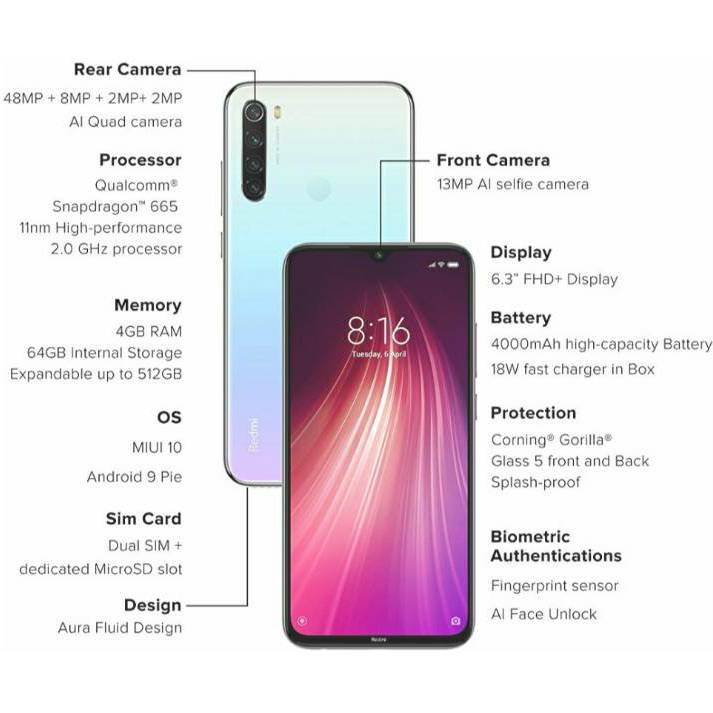 Rear Camera
48MP + 8MP + 2MP+ 2MP
AI Quad camera
Processor
Qualcomm®
Snapdragon™ 665
11nm High-performance
2.0 GHz processor
Memory
4GB RAM
64GB Internal Storage
Expandable up to 512GB
OS
MIUI 10
Android 9 Pie
Sim Card
Dual SIM +
dedicated MicroSD slot
Design
Aura Fluid Design
Redmi
8:16
Tuesday, 6 April
Redmi
Front Camera
13MP AI selfie camera
Display
6.3" FHD+ Display
Battery
4000mAh high-capacity Battery
18W fast charger in Box
Protection
Corning® Gorilla®
Glass 5 front and Back
Splash-proof
Biometric
Authentications
Fingerprint sensor
AI Face Unlock